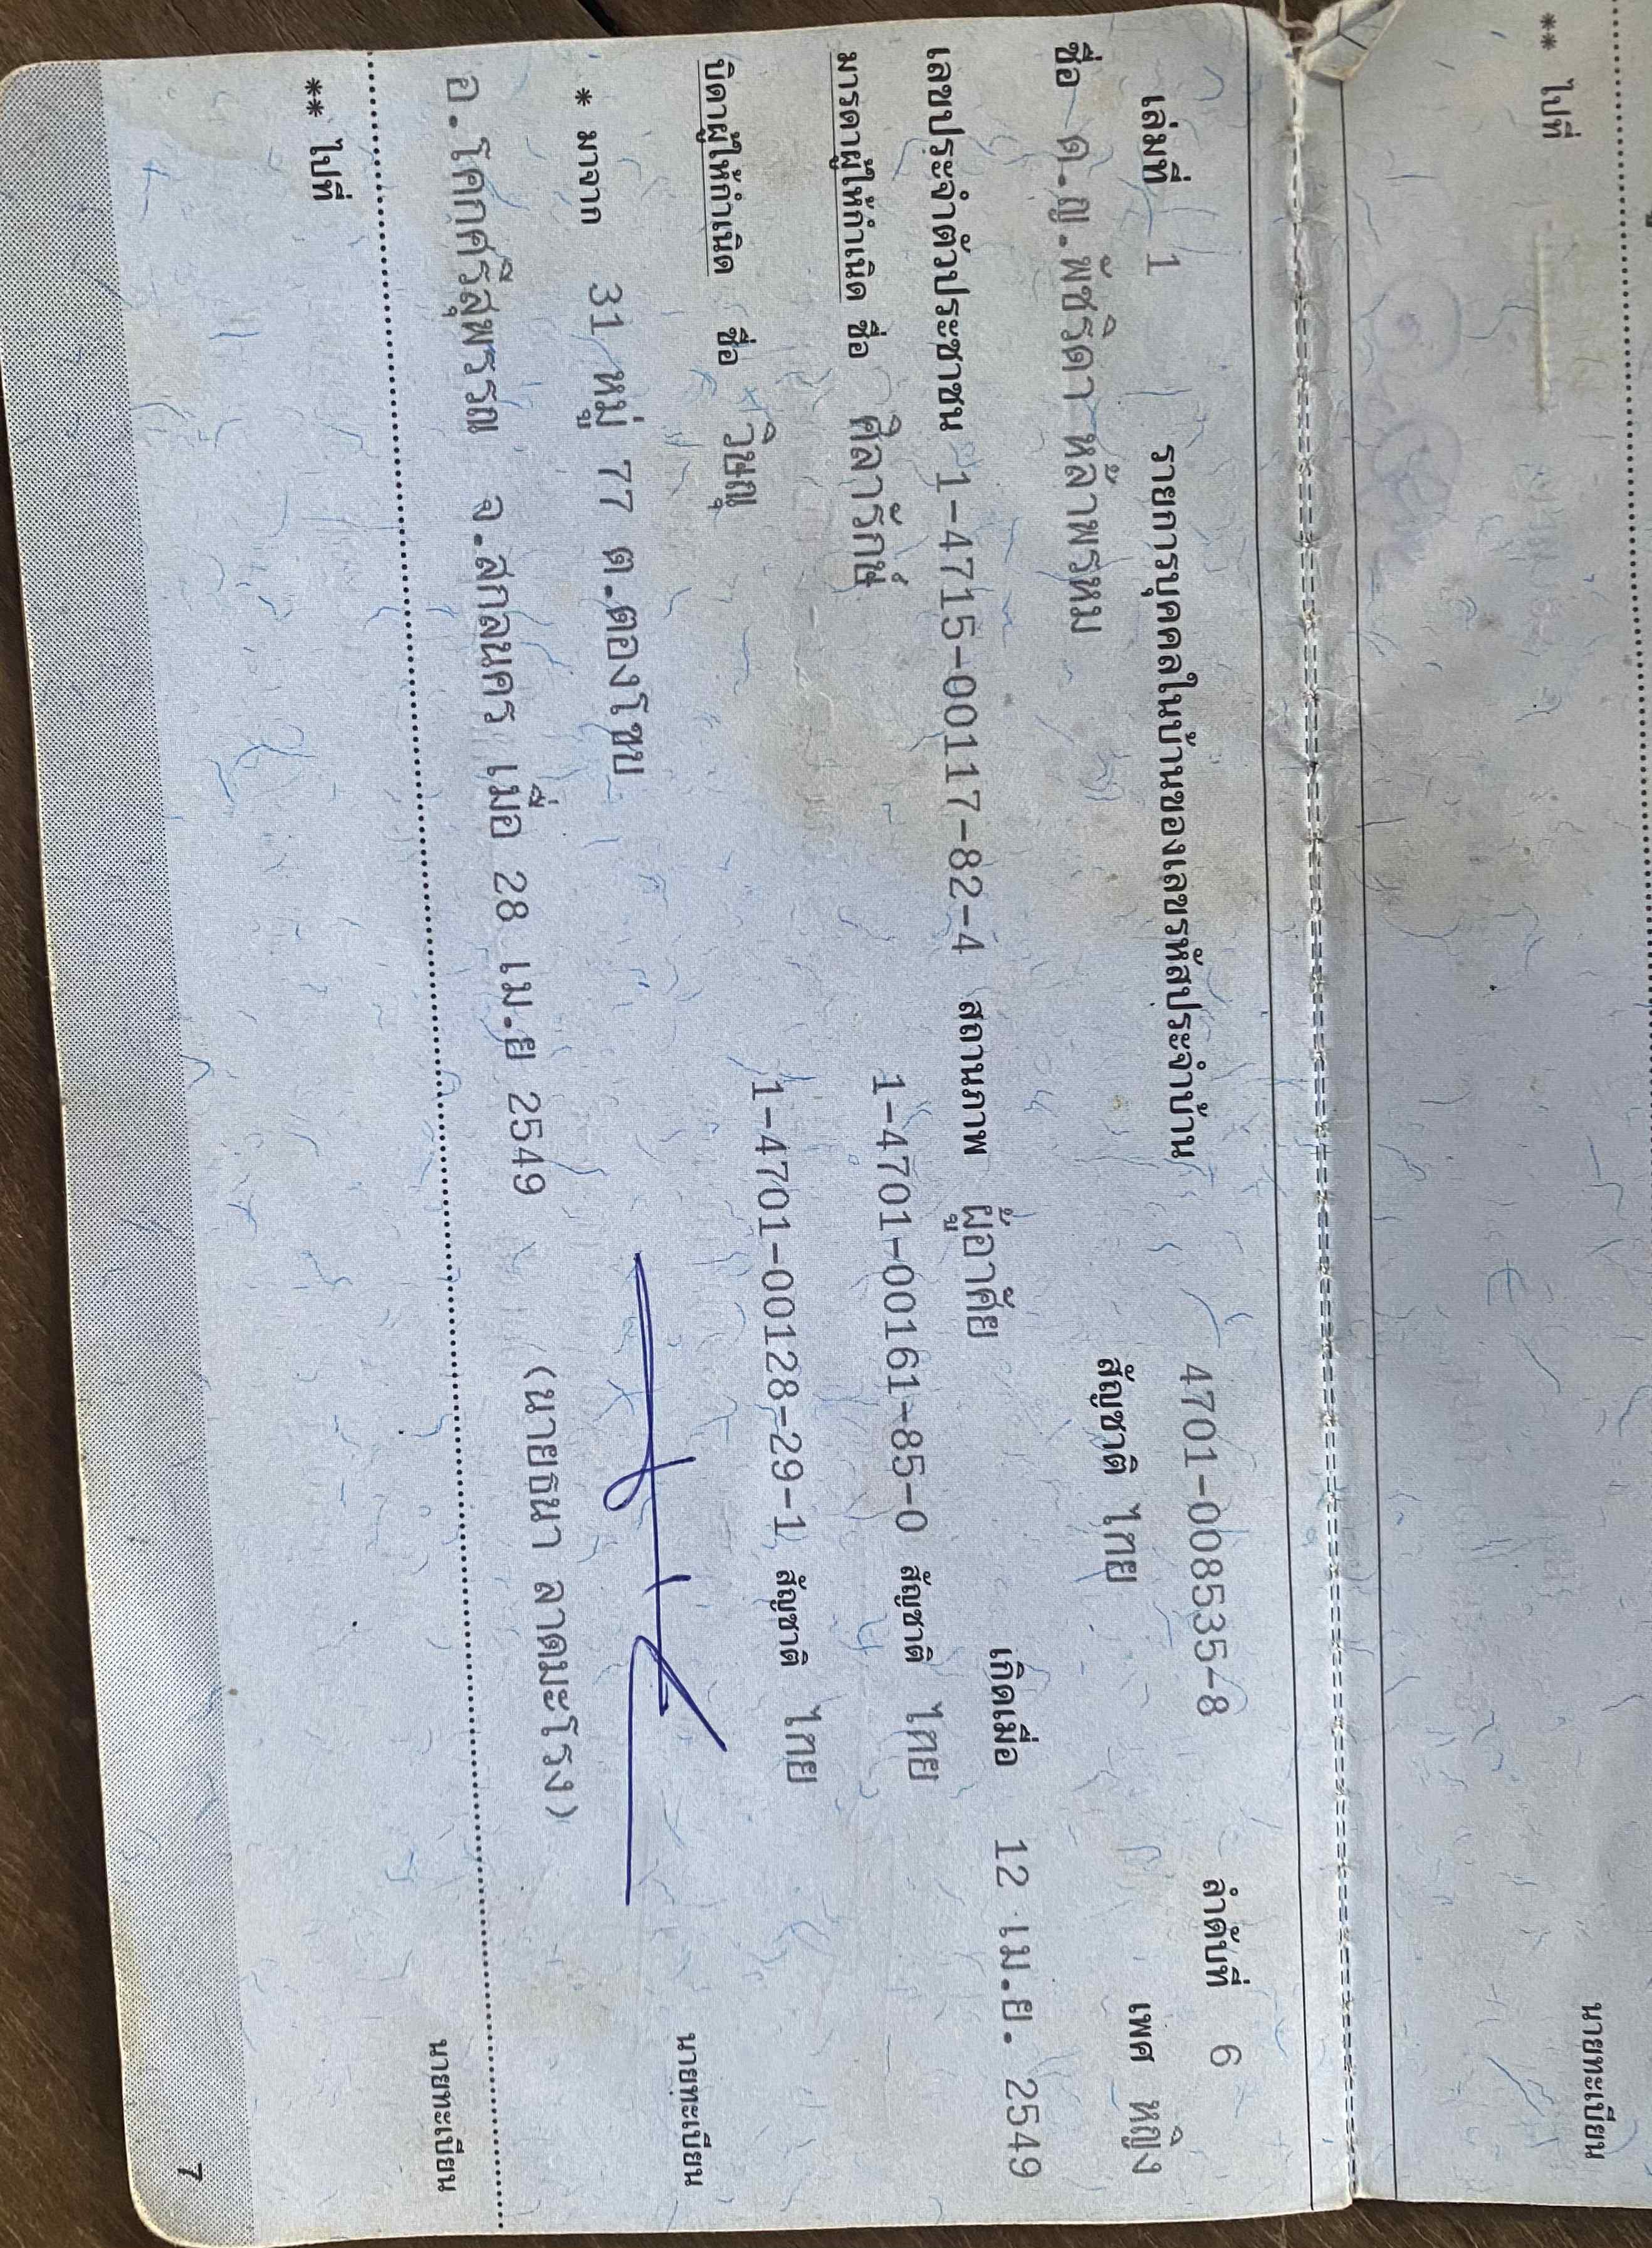 ** ไปที่
นายทะเบียน
เล่มที่ 1 รายการบุคคลในบ้านของเลขรหัสประจำบ้าน 4701-008535-8 ลำดับที่ 6
ชื่อ ด.ญ.พัชริดา หล้าพรหม สัญชาติ ไทย เพศ หญิง
เลขประจำตัวประชาชน 1-4715-00117-82-4 สถานภาพ ผู้อาศัย เกิดเมื่อ 12 เม.ย. 2549
มารดาผู้ให้กำเนิด ชื่อ ศิลารักษ์ 1-4701-00161-85-0 สัญชาติ ไทย
บิดาผู้ให้กำเนิด ชื่อ วิษณุ 1-4701-00128-29-1 สัญชาติ ไทย
* มาจาก 31 หมู่ 77 ต.ตองโขบ
นายทะเบียน
อ.โคกศรีสุพรรณ จ.สกลนคร เมื่อ 28 เม.ย 2549 (นายธนา ลาดมะโรง)
** ไปที่
นายทะเบียน
7